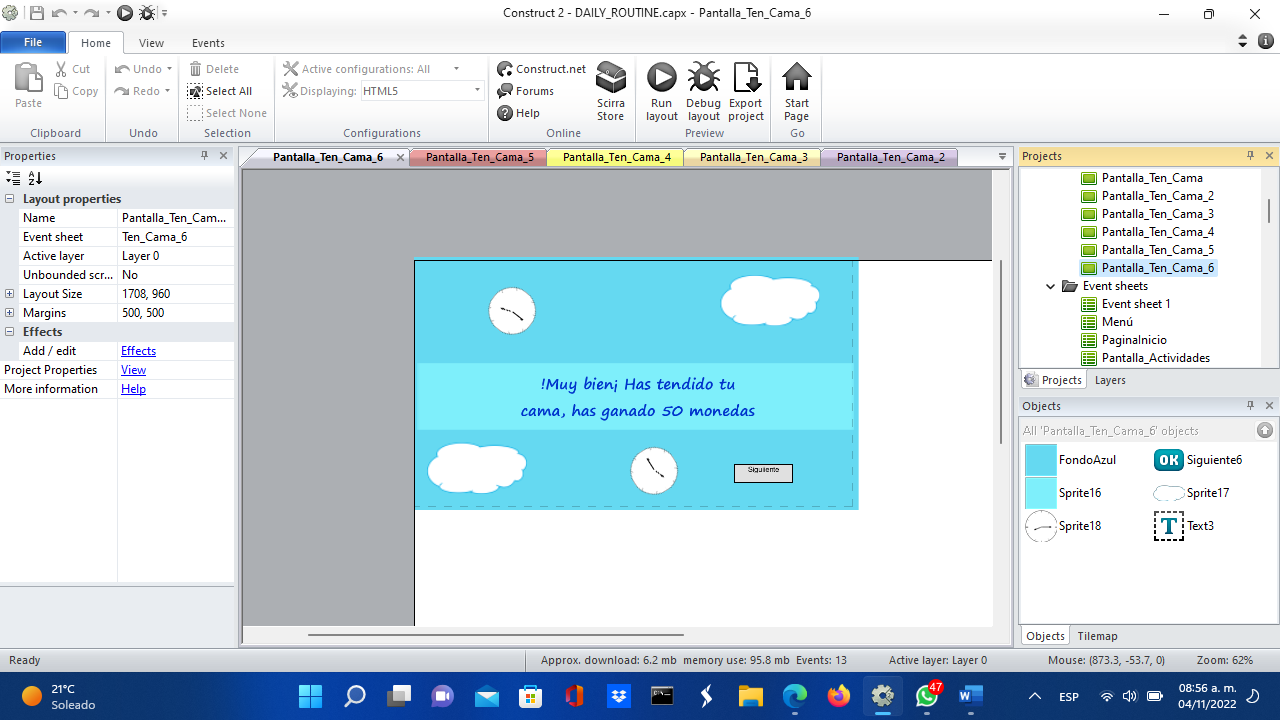 Construct 2 - DAILY_ROUTINE.capx - Pantalla_Ten_Cama_6
File Home View Events
Paste Cut Copy
Clipboard
Undo Redo
Undo
Delete Select All Select None
Selection
Active configurations: All
Displaying: HTML5
Configurations
Construct.net Forums Help
Scirra Store
Online
Run layout
Debug layout
Export project
Preview
Start Page
Go
Properties
Layout properties
Name Pantalla_Ten_Cam...
Event sheet Ten_Cama_6
Active layer Layer 0
Unbounded scr... No
Layout Size 1708, 960
Margins 500, 500
Effects
Add / edit Effects
Project Properties View
More information Help
Pantalla_Ten_Cama_6 Pantalla_Ten_Cama_5 Pantalla_Ten_Cama_4 Pantalla_Ten_Cama_3 Pantalla_Ten_Cama_2
!Muy bien¡ Has tendido tu
cama, has ganado 50 monedas
Siguiente
Projects
Pantalla_Ten_Cama
Pantalla_Ten_Cama_2
Pantalla_Ten_Cama_3
Pantalla_Ten_Cama_4
Pantalla_Ten_Cama_5
Pantalla_Ten_Cama_6
Event sheets
Event sheet 1
Menú
PaginaInicio
Pantalla_Actividades
Projects Layers
Objects
All 'Pantalla_Ten_Cama_6' objects
FondoAzul OK Siguiente6
Sprite16 Sprite17
Sprite18 T Text3
Objects Tilemap
Ready Approx. download: 6.2 mb memory use: 95.8 mb Events: 13 Active layer: Layer 0 Mouse: (873.3, -53.7, 0) Zoom: 62%
21°C
Soleado
47
W
ESP
08:56 a. m.
04/11/2022